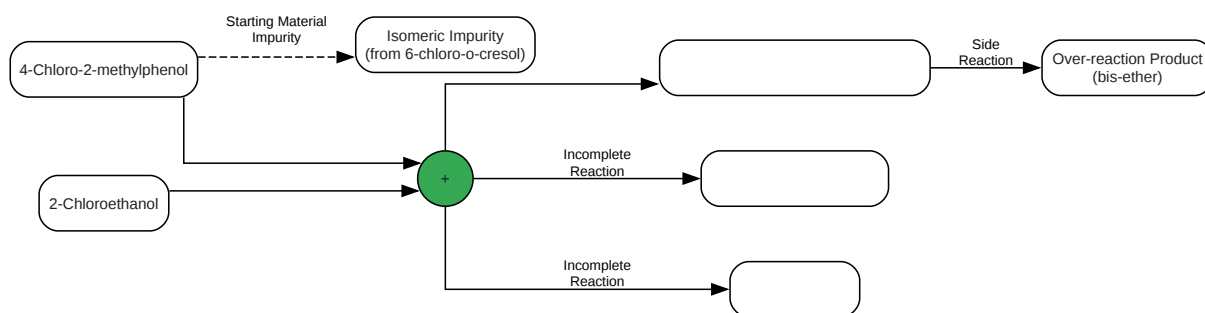 Starting Material
Impurity
Isomeric Impurity
(from 6-chloro-o-cresol)
4-Chloro-2-methylphenol
Side
Reaction
Over-reaction Product
(bis-ether)
Incomplete
Reaction
+
2-Chloroethanol
Incomplete
Reaction